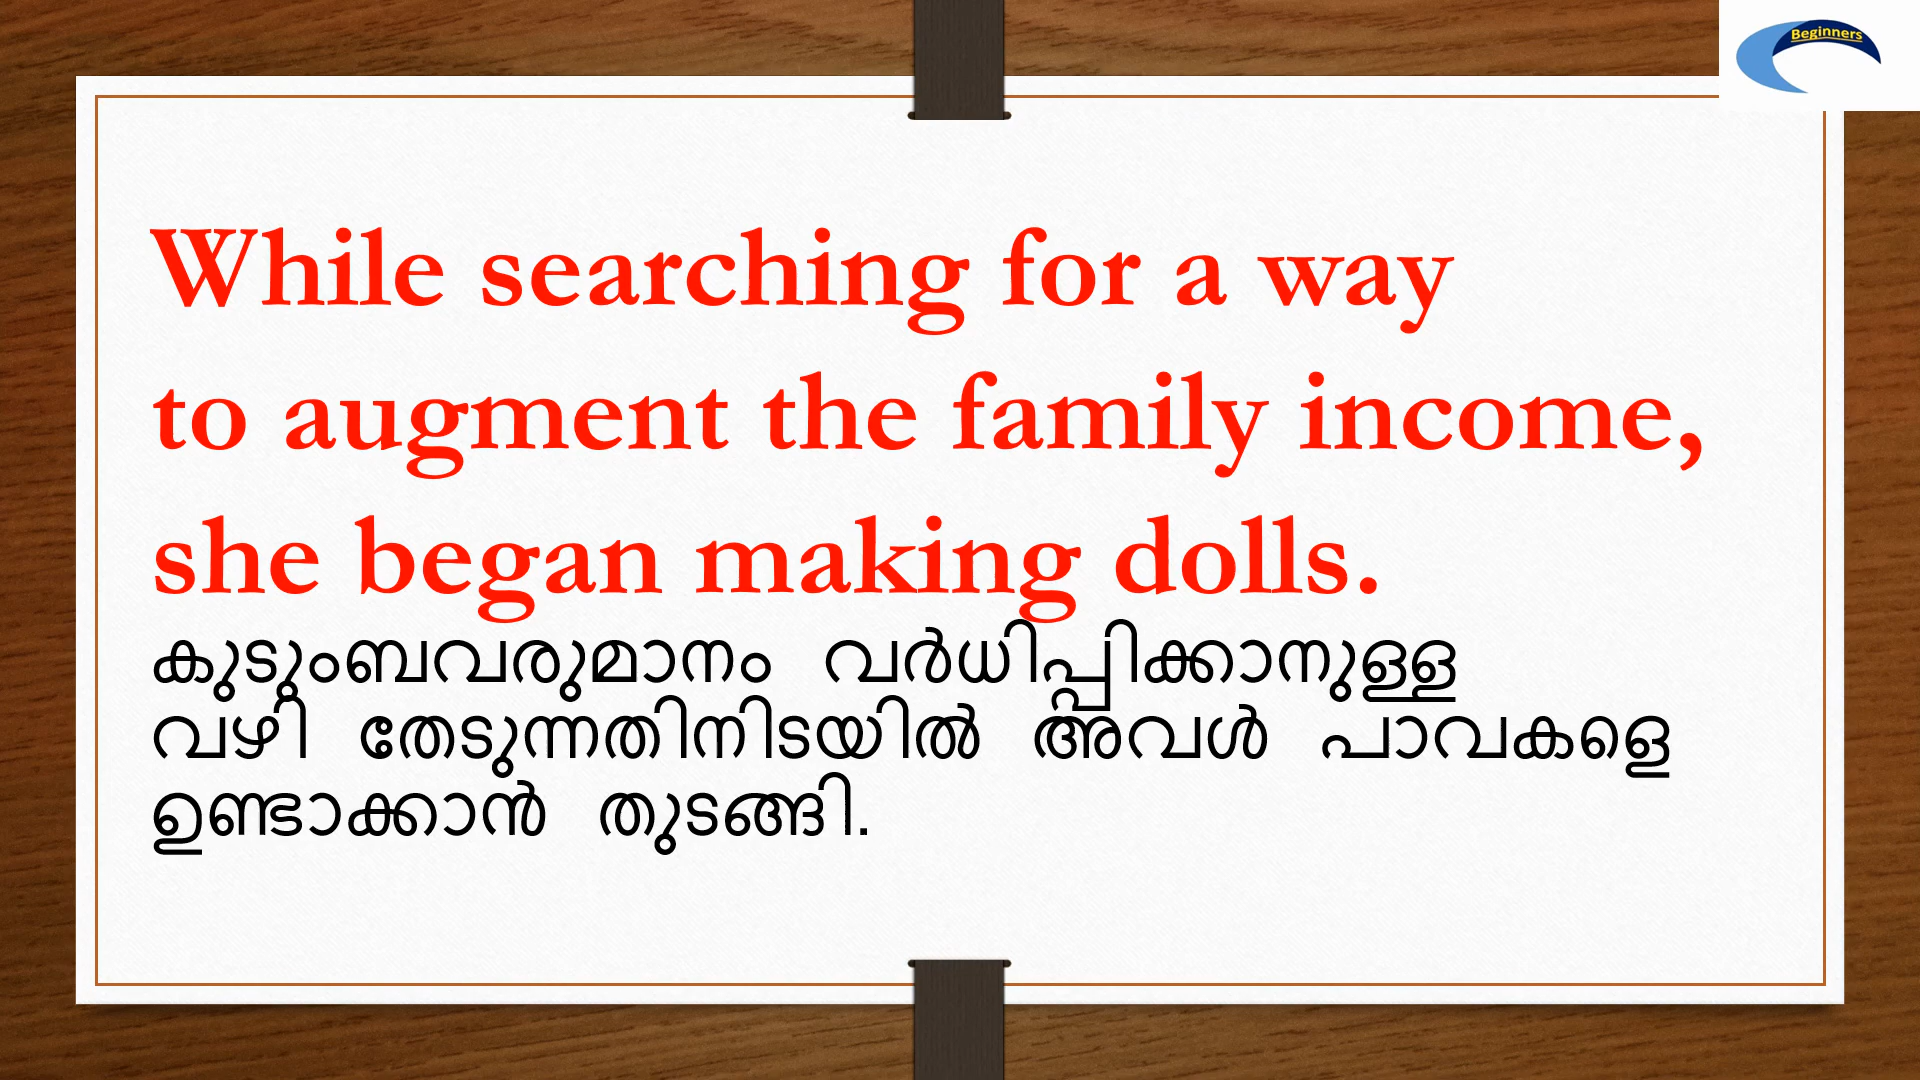 Beginners
While searching for a way
to augment the family income,
she began making dolls.
കുടുംബവരുമാനം വർധിപ്പിക്കാനുള്ള
വഴി തേടുന്നതിനിടയിൽ അവൾ പാവകളെ
ഉണ്ടാക്കാൻ തുടങ്ങി.